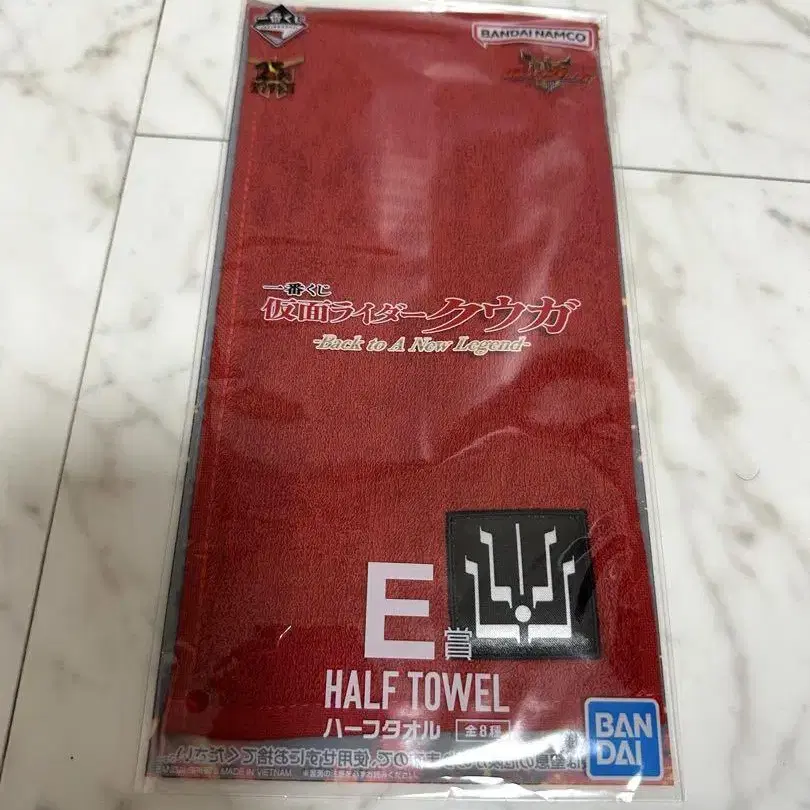 一番くじ
BANDAI NAMCO
一番くじ
仮面ライダークウガ
-Back to A New Legend-
E賞
HALF TOWEL
ハーフタオル 全8種
BAN
DAI
MADE IN VIETNAM